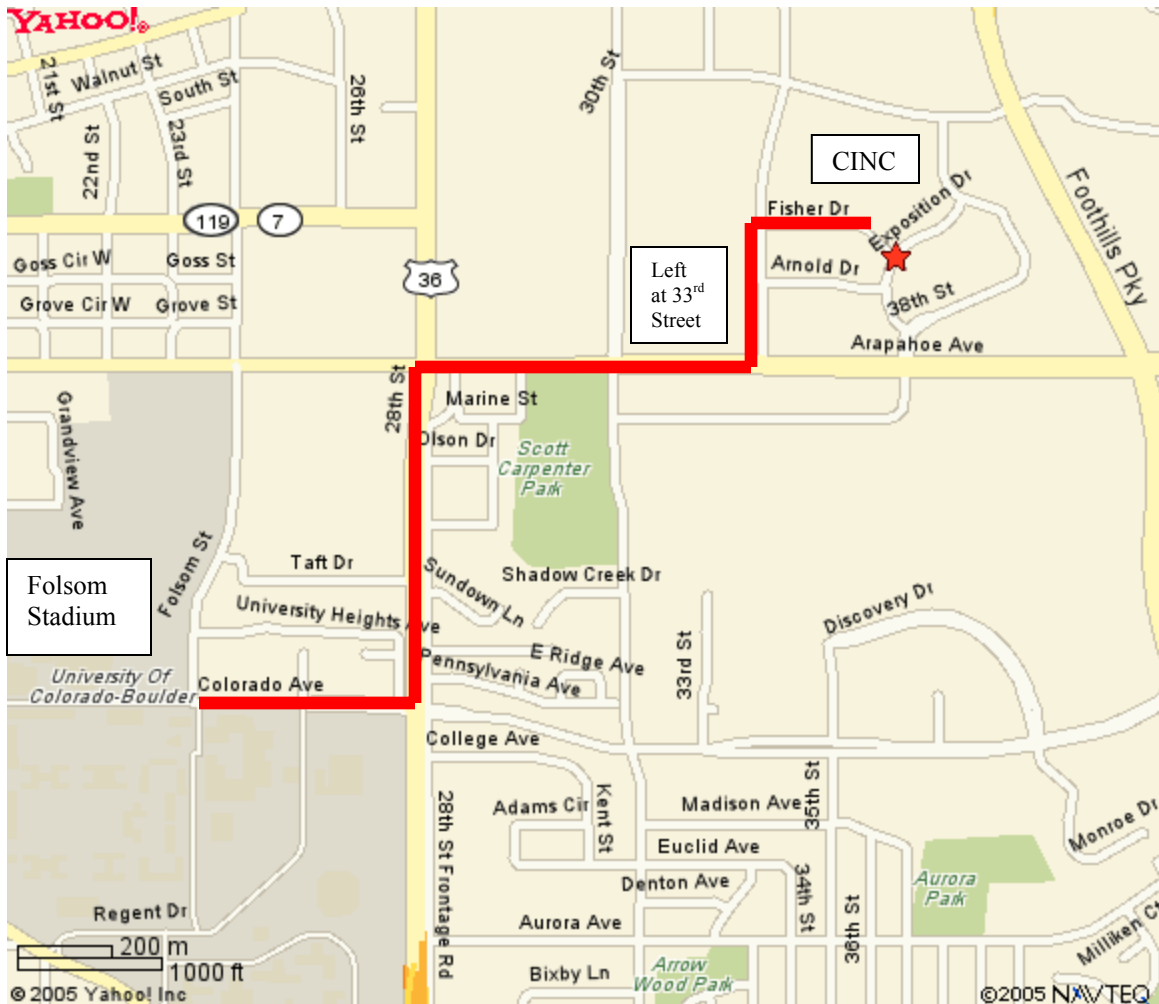 YAHOO!®
21st St
Walnut St
South St
22nd St
23rd St
26th St
30th St
CINC
Fisher Dr
Exposition Dr
Foothills Pky
119
7
36
Goss Cir W
Goss St
Grove Cir W
Grove St
Left
at 33rd
Street
Arnold Dr
38th St
Arapahoe Ave
28th St
Marine St
Olson Dr
Scott
Carpenter
Park
Grandview Ave
Folsom St
Taft Dr
Sundown Ln
Shadow Creek Dr
Discovery Dr
Folsom
Stadium
University Heights Ave
E Ridge Ave
Pennsylvania Ave
33rd St
University Of
Colorado-Boulder
Colorado Ave
College Ave
28th St Frontage Rd
Adams Cir
Kent St
Madison Ave
35th St
Monroe Dr
Euclid Ave
Denton Ave
34th St
36th St
Aurora
Park
Regent Dr
Aurora Ave
Milliken Ct
Bixby Ln
Arrow
Wood Park
200 m
1000 ft
©2005 Yahoo! Inc
©2005 NAVTEQ